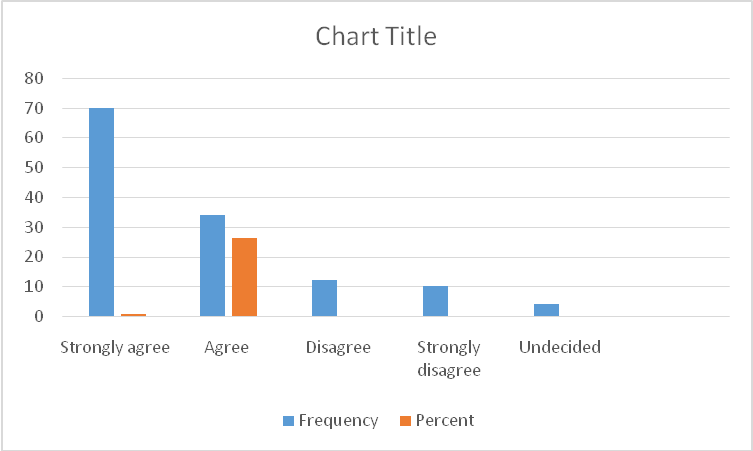 Chart Title
80
70
60
50
40
30
20
10
0
Strongly agree
Agree
Disagree
Strongly
disagree
Undecided
Frequency
Percent